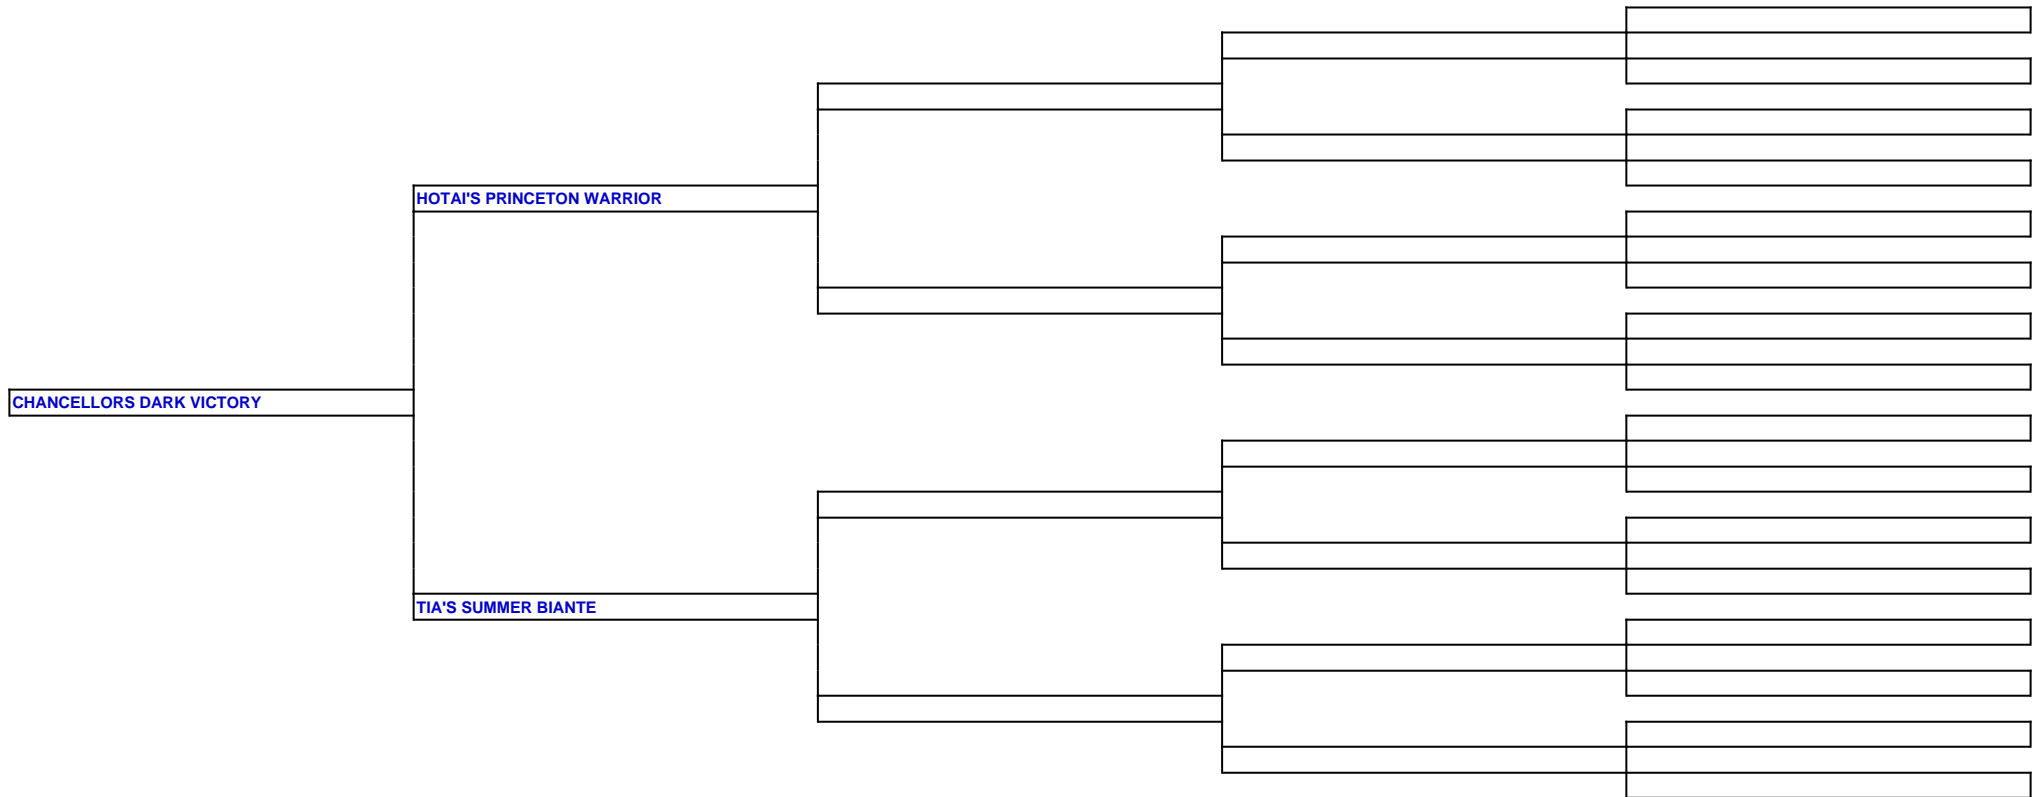 HOTAI'S PRINCETON WARRIOR
CHANCELLORS DARK VICTORY
TIA'S SUMMER BIANTE